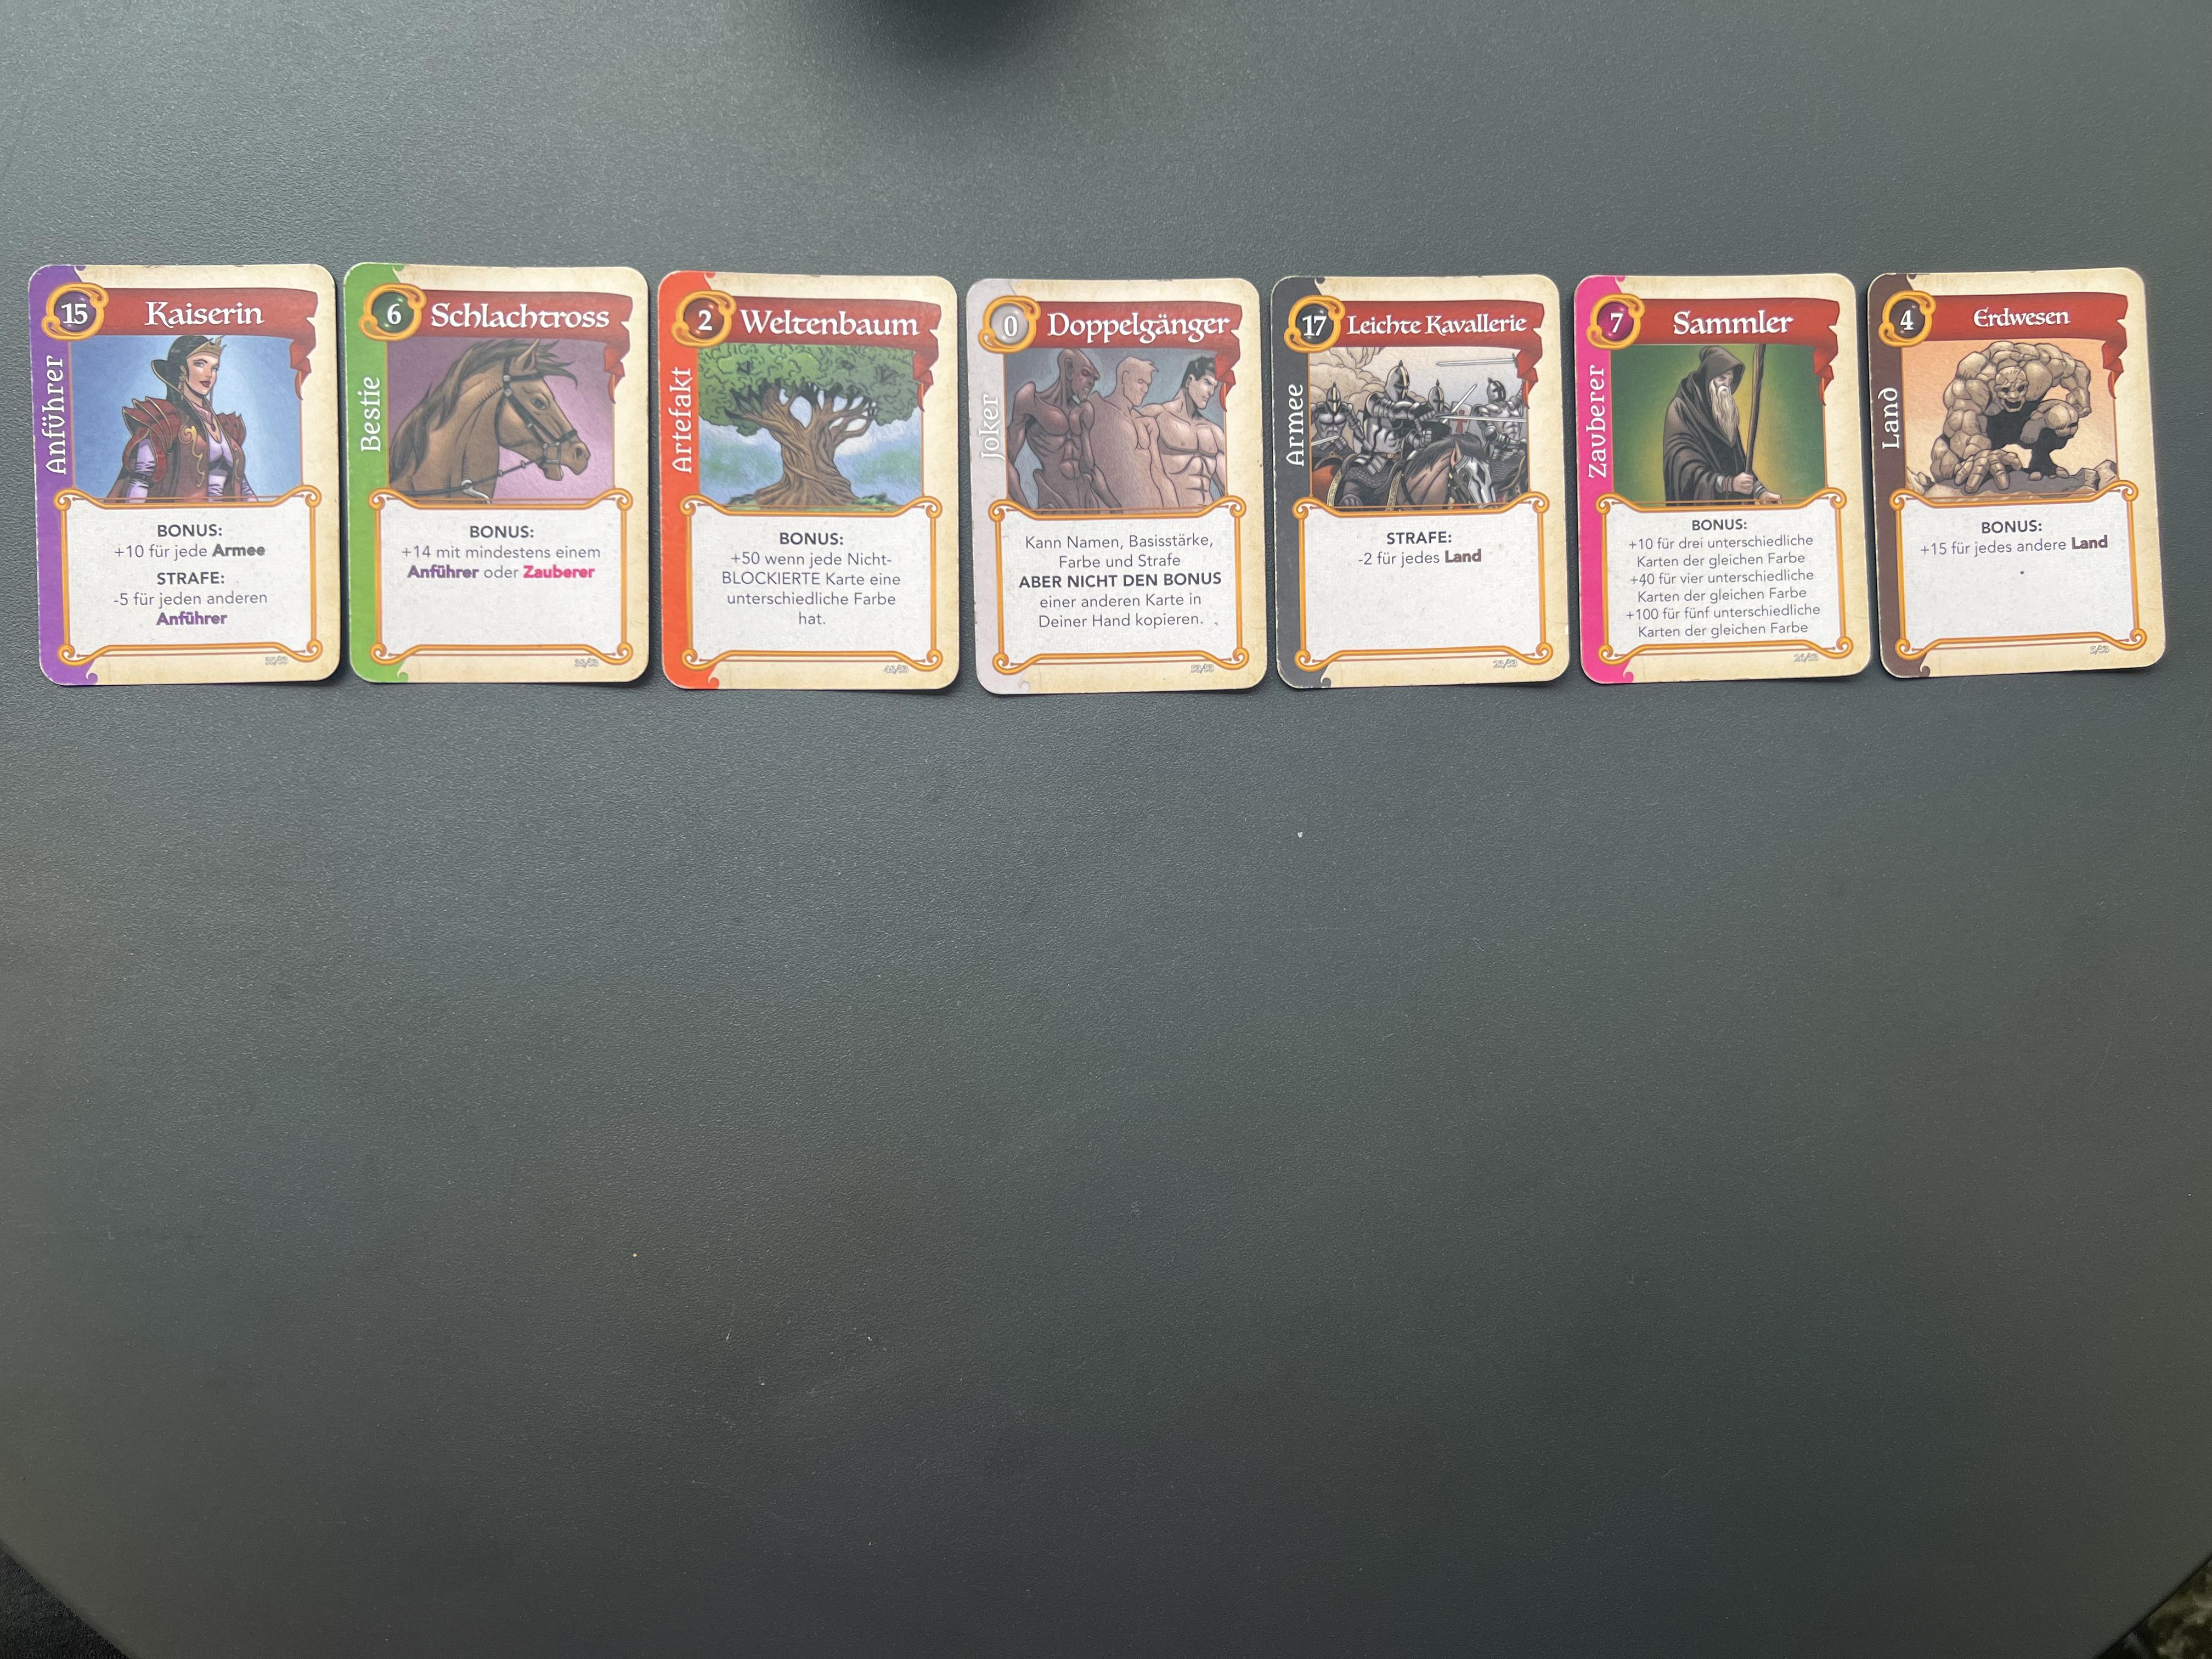 Anführer
15 Kaiserin
BONUS:
+10 für jede Armee
STRAFE:
-5 für jeden anderen
Anführer
Bestie
6 Schlachtross
BONUS:
+14 mit mindestens einem
Anführer oder Zauberer
Artefakt
2 Weltenbaum
BONUS:
+50 wenn jede Nicht-
BLOCKIERTE Karte eine
unterschiedliche Farbe
hat.
Joker
0 Doppelgänger
Kann Namen, Basisstärke,
Farbe und Strafe
ABER NICHT DEN BONUS
einer anderen Karte in
Deiner Hand kopieren.
Armee
17 Leichte Kavallerie
STRAFE:
-2 für jedes Land
Zauberer
7 Sammler
BONUS:
+10 für drei unterschiedliche
Karten der gleichen Farbe
+40 für vier unterschiedliche
Karten der gleichen Farbe
+100 für fünf unterschiedliche
Karten der gleichen Farbe
Land
4 Erdwesen
BONUS:
+15 für jedes andere Land